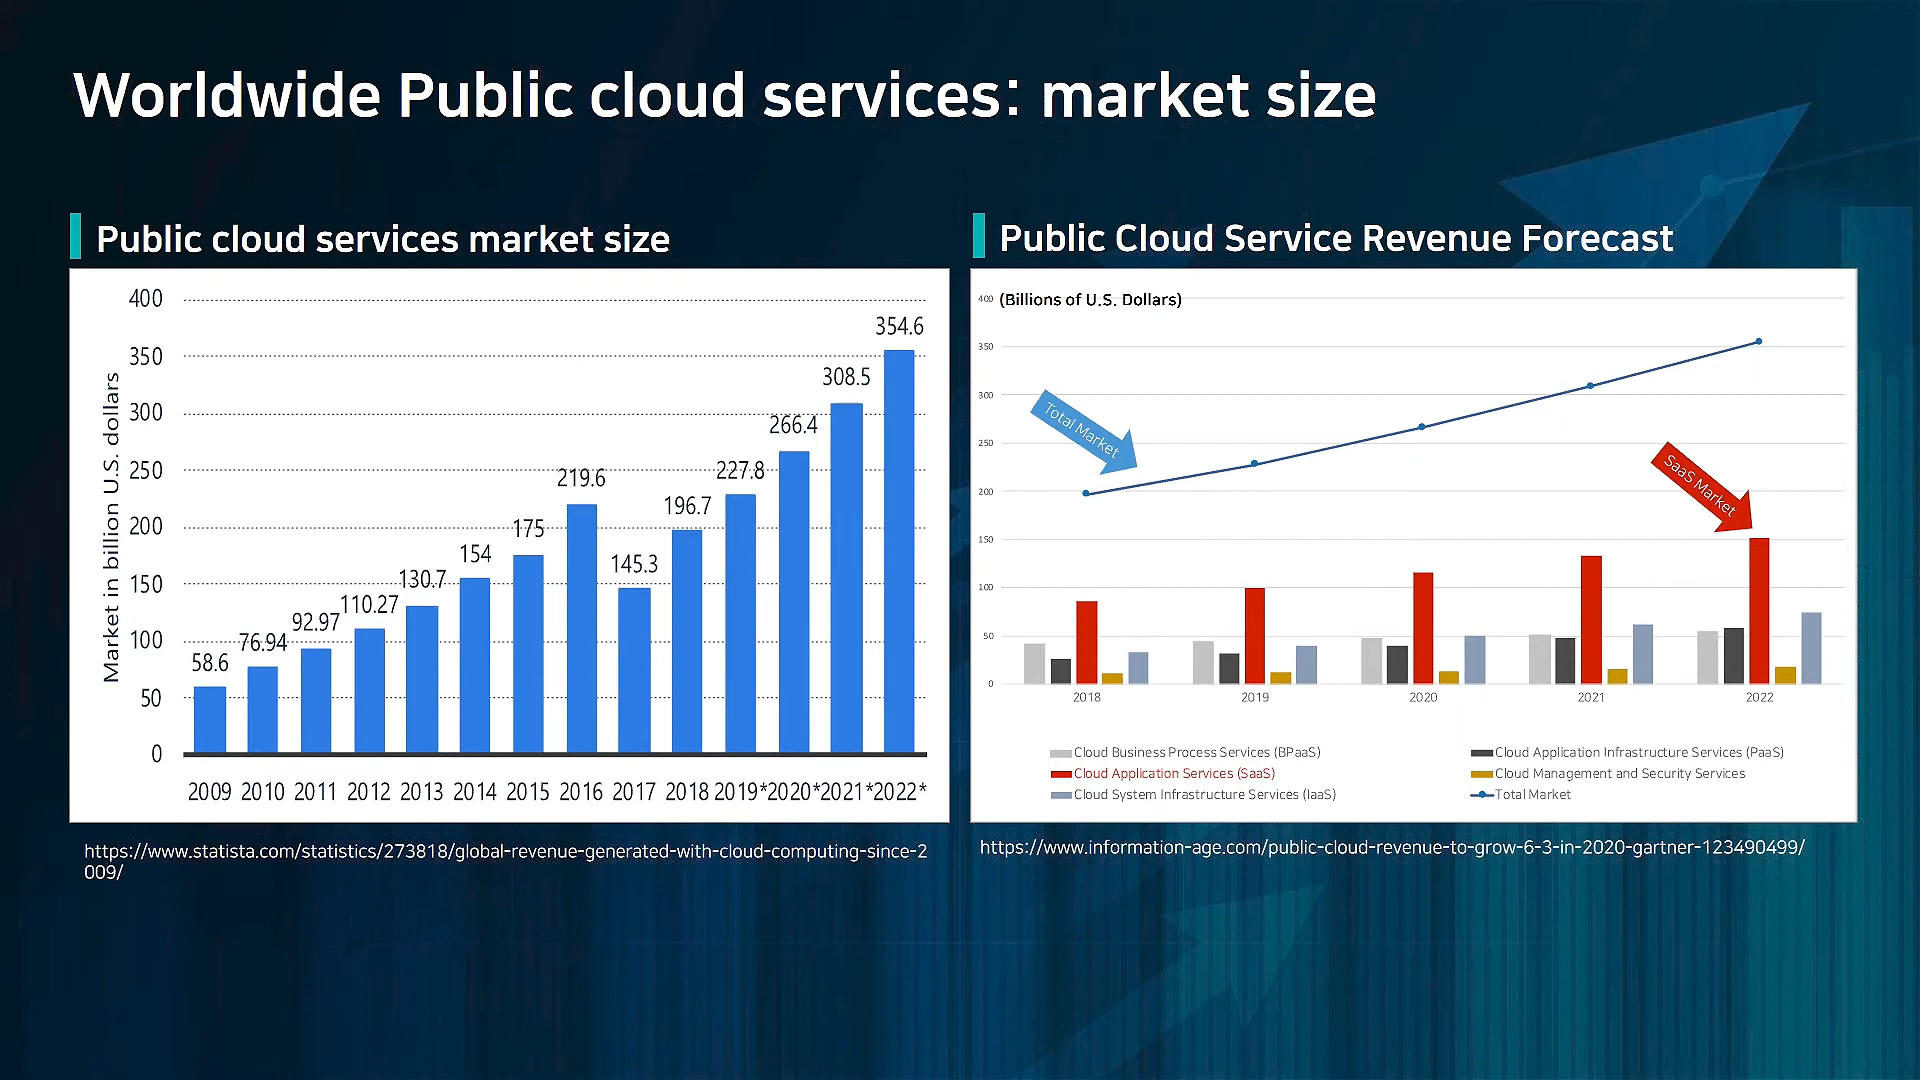 Worldwide Public cloud services: market size
Public cloud services market size
Market in billion U.S. dollars
400
350
300
250
200
150
100
50
0
58.6
76.94
92.97
110.27
130.7
154
175
219.6
145.3
196.7
227.8
266.4
308.5
354.6
2009 2010 2011 2012 2013 2014 2015 2016 2017 2018 2019* 2020* 2021* 2022*
https://www.statista.com/statistics/273818/global-revenue-generated-with-cloud-computing-since-2
009/
Public Cloud Service Revenue Forecast
(Billions of U.S. Dollars)
400
350
300
250
200
150
100
50
0
Total Market
SaaS Market
2018 2019 2020 2021 2022
Cloud Business Process Services (BPaaS)
Cloud Application Infrastructure Services (PaaS)
Cloud Application Services (SaaS)
Cloud Management and Security Services
Cloud System Infrastructure Services (IaaS)
Total Market
https://www.information-age.com/public-cloud-revenue-to-grow-6-3-in-2020-gartner-123490499/